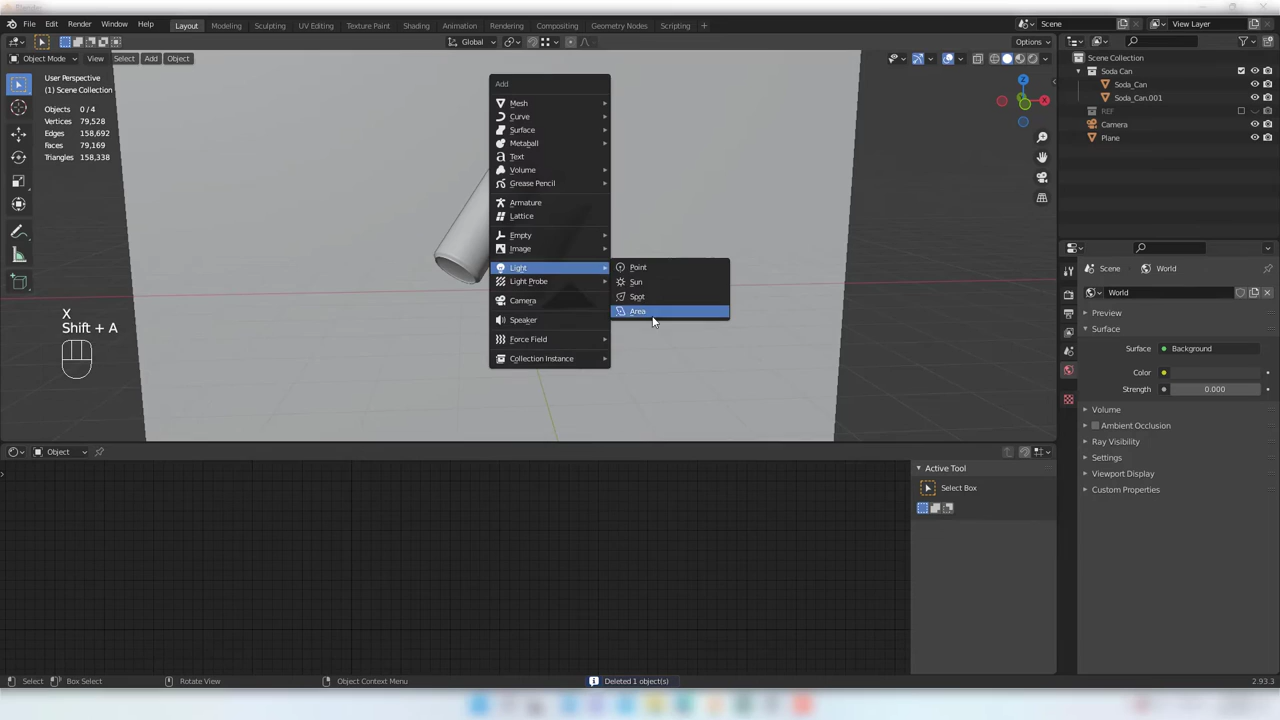 Blender
File Edit Render Window Help Layout Modeling Sculpting UV Editing Texture Paint Shading Animation Rendering Compositing Geometry Nodes Scripting + Scene View Layer
Global Options
Object Mode View Select Add Object
User Perspective
(1) Scene Collection
Objects 0 / 4
Vertices 79,528
Edges 158,692
Faces 79,169
Triangles 158,338
Add
Mesh
Curve
Surface
Metaball
Text
Volume
Grease Pencil
Armature
Lattice
Empty
Image
Light
Light Probe
Camera
Speaker
Force Field
Collection Instance
Point
Sun
Spot
Area
X
Shift + A
Z
X
Scene Collection
Soda Can
Soda_Can
Soda_Can.001
REF
Camera
Plane
Scene World
World
Preview
Surface
Surface Background
Color
Strength 0.000
Volume
Ambient Occlusion
Ray Visibility
Settings
Viewport Display
Custom Properties
Object
Active Tool
Select Box
Select Box Select Rotate View Object Context Menu Deleted 1 object(s) 2.93.3